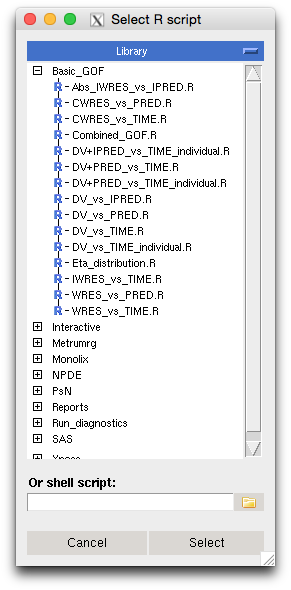 Select R script
Library
Basic_GOF
R - Abs_IWRES_vs_IPRED.R
R - CWRES_vs_PRED.R
R - CWRES_vs_TIME.R
R - Combined_GOF.R
R - DV+IPRED_vs_TIME_individual.R
R - DV+PRED_vs_TIME.R
R - DV+PRED_vs_TIME_individual.R
R - DV_vs_IPRED.R
R - DV_vs_PRED.R
R - DV_vs_TIME.R
R - DV_vs_TIME_individual.R
R - Eta_distribution.R
R - IWRES_vs_TIME.R
R - WRES_vs_PRED.R
R - WRES_vs_TIME.R
Interactive
Metrumrg
Monolix
NPDE
PsN
Reports
Run_diagnostics
SAS
Or shell script:
Cancel Select